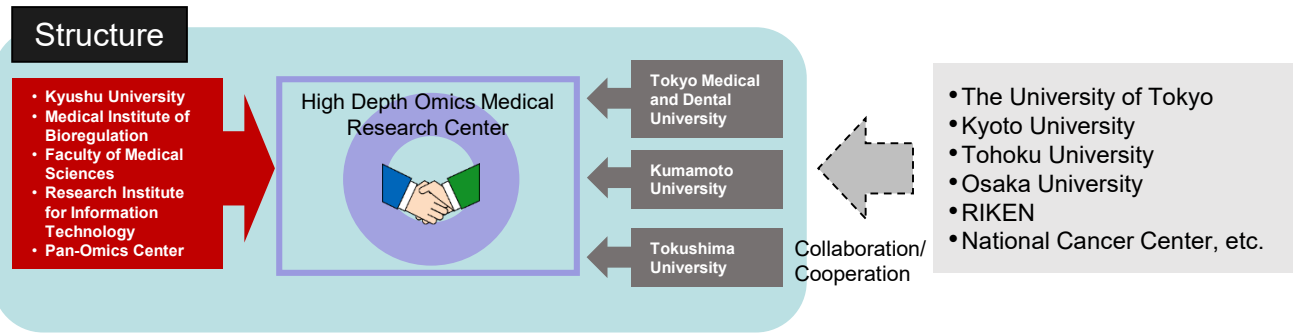 Structure
• Kyushu University
• Medical Institute of
Bioregulation
• Faculty of Medical
Sciences
• Research Institute
for Information
Technology
• Pan-Omics Center
High Depth Omics Medical
Research Center
Tokyo Medical
and Dental
University
Kumamoto
University
Tokushima
University
Collaboration/
Cooperation
•The University of Tokyo
•Kyoto University
•Tohoku University
•Osaka University
•RIKEN
•National Cancer Center, etc.